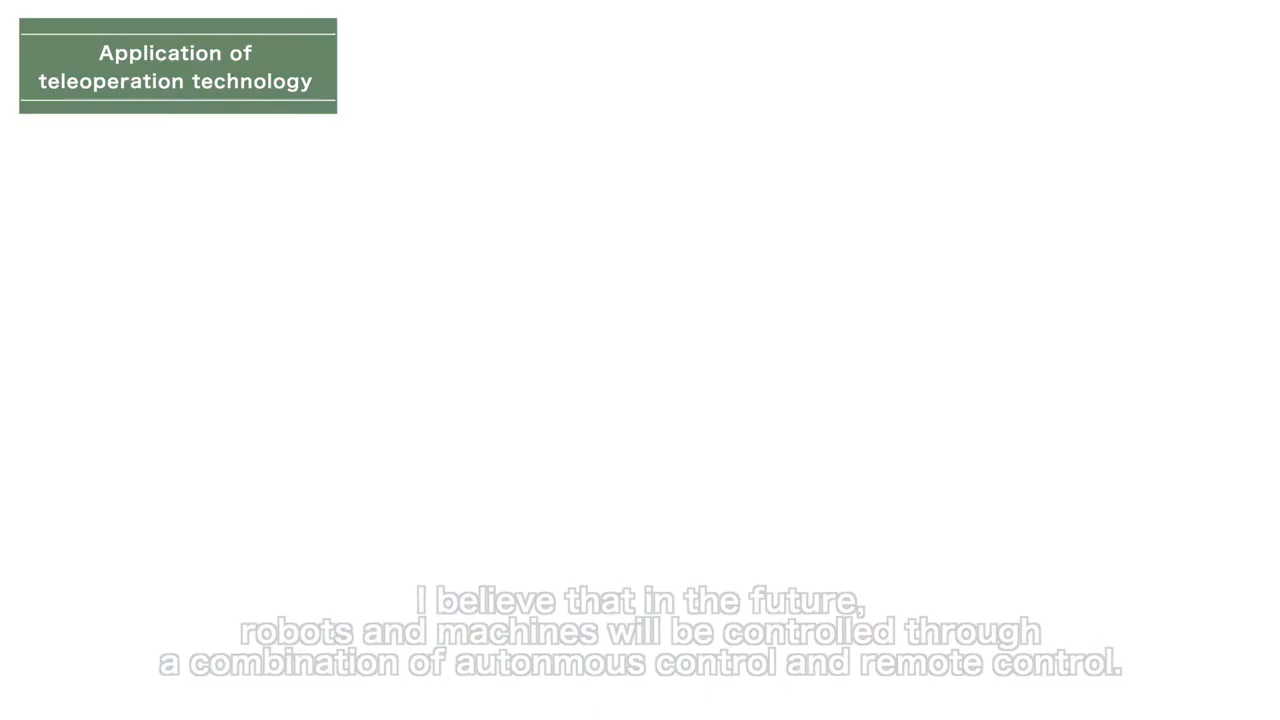 Application of
teleoperation technology
I believe that in the future,
robots and machines will be controlled through
a combination of autonmous control and remote control.